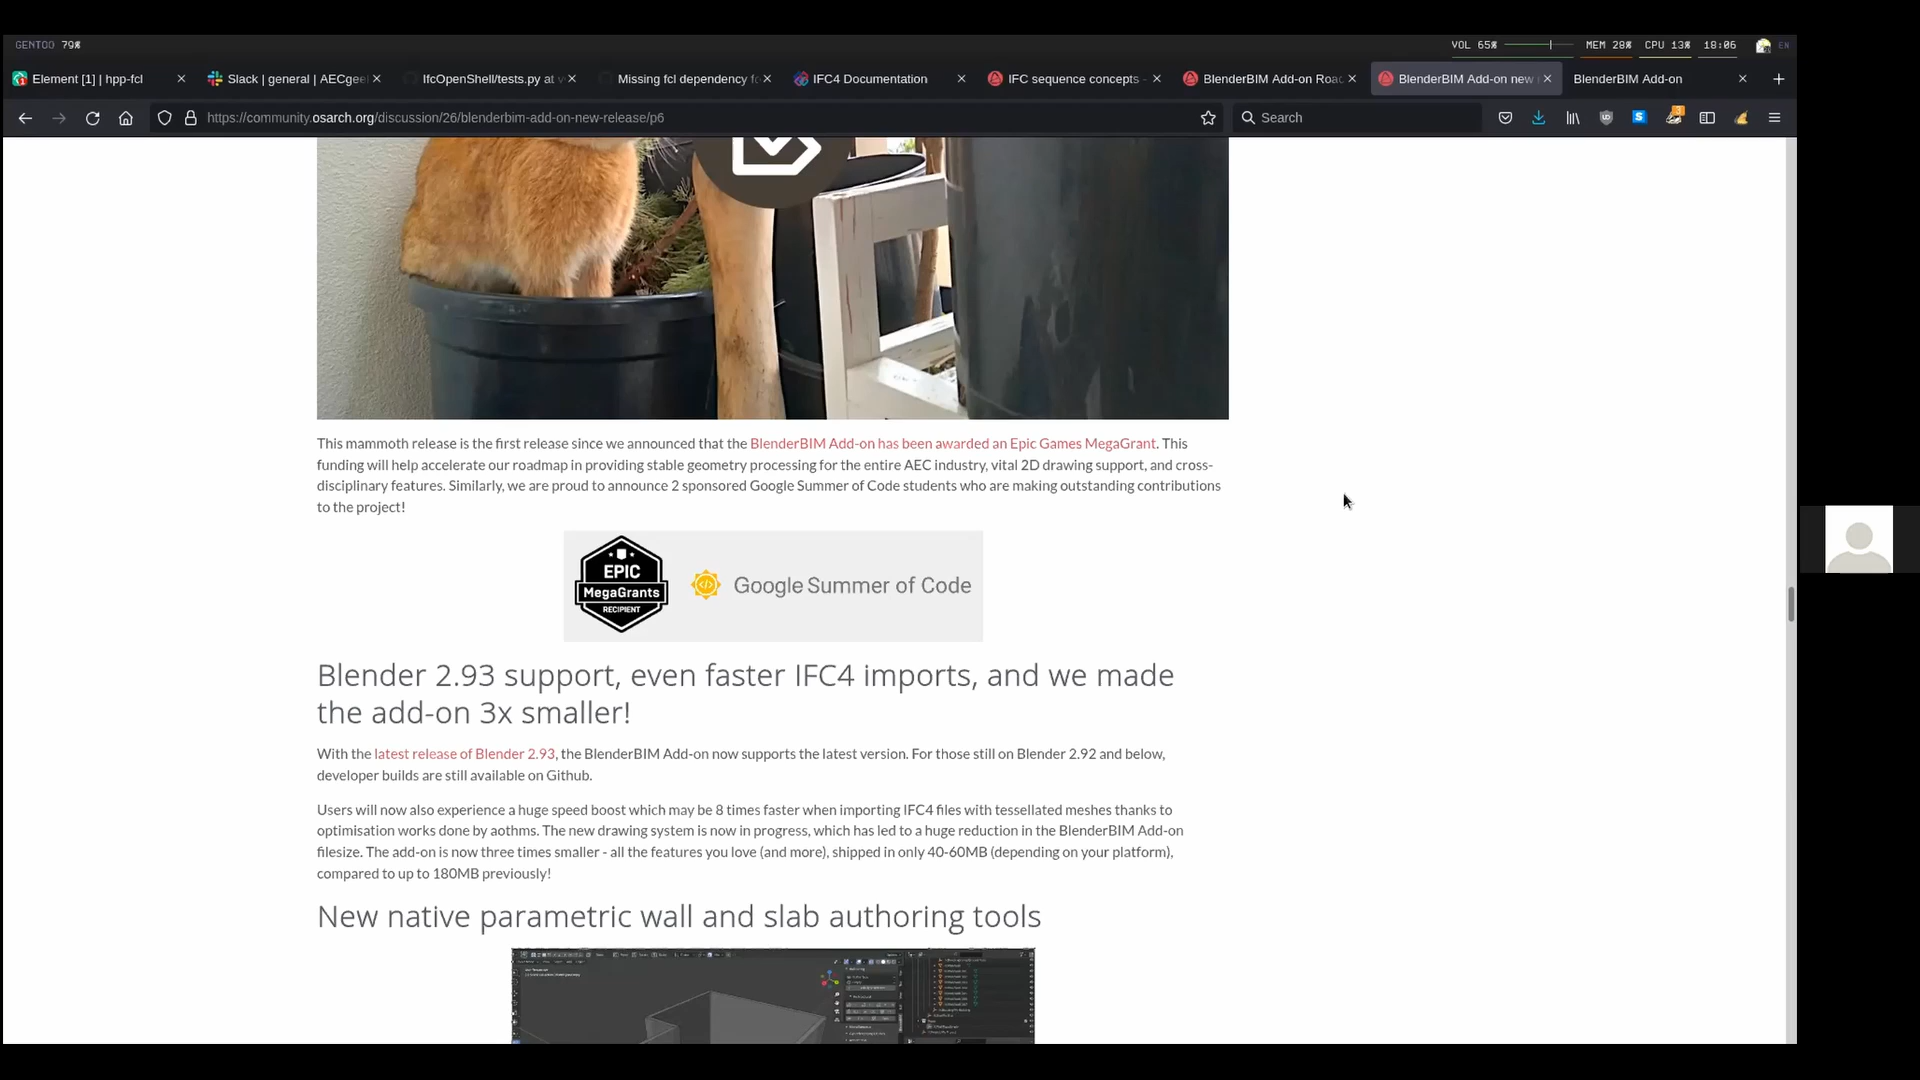 GENTOO 79%
VOL 65% MEM 28% CPU 13% 18:06 EN
Element [1] | hpp-fcl
Slack | general | AECgee
IfcOpenShell/tests.py at v
Missing fcl dependency fo
IFC4 Documentation
IFC sequence concepts -
BlenderBIM Add-on Roa
BlenderBIM Add-on new
BlenderBIM Add-on
https://community.osarch.org/discussion/26/blenderbim-add-on-new-release/p6
Search
This mammoth release is the first release since we announced that the BlenderBIM Add-on has been awarded an Epic Games MegaGrant. This
funding will help accelerate our roadmap in providing stable geometry processing for the entire AEC industry, vital 2D drawing support, and cross-
disciplinary features. Similarly, we are proud to announce 2 sponsored Google Summer of Code students who are making outstanding contributions
to the project!
EPIC
MegaGrants
RECIPIENT
Google Summer of Code
Blender 2.93 support, even faster IFC4 imports, and we made
the add-on 3x smaller!
With the latest release of Blender 2.93, the BlenderBIM Add-on now supports the latest version. For those still on Blender 2.92 and below,
developer builds are still available on Github.
Users will now also experience a huge speed boost which may be 8 times faster when importing IFC4 files with tessellated meshes thanks to
optimisation works done by aothms. The new drawing system is now in progress, which has led to a huge reduction in the BlenderBIM Add-on
filesize. The add-on is now three times smaller - all the features you love (and more), shipped in only 40-60MB (depending on your platform),
compared to up to 180MB previously!
New native parametric wall and slab authoring tools